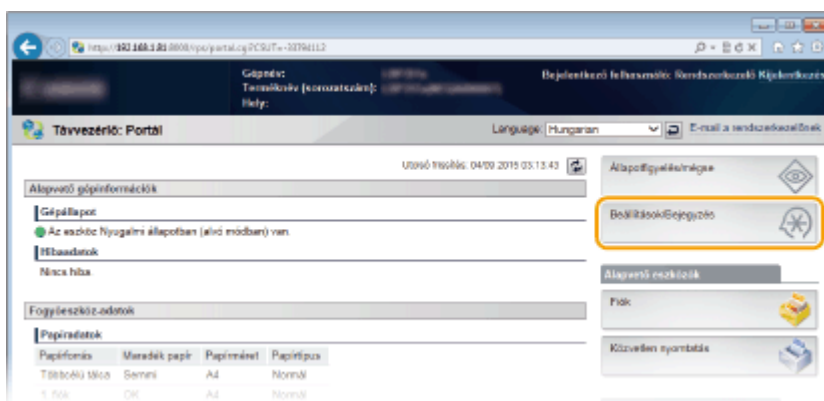 Gépnév:
Terméknév [sorozatszám]:
Hely:
Bejelentkező felhasználó: Rendszerkezelő Kijelentkezés
Távvezérlő: Portál
Language: Hungarian
E-mail a rendszerkezelőnek
Utolsó frissítés: 04/09 2015 03:13:43
Állapotfigyelés/mégse
Alapvető gépinformációk
Beállítások/Bejegyzés
Gépállapot
Az eszköz Nyugalmi állapotban (alvó módban) van.
Hibaadatok
Nincs hiba.
Alapvető eszközök
Fiók
Fogyóeszköz-adatok
Papíradatok
Közvetlen nyomtatás
Papírforrás Maradék papír Papírméret Papírtípus
Többcélú tálca Semmi A4 Normál
1. fiók OK A4 Normál